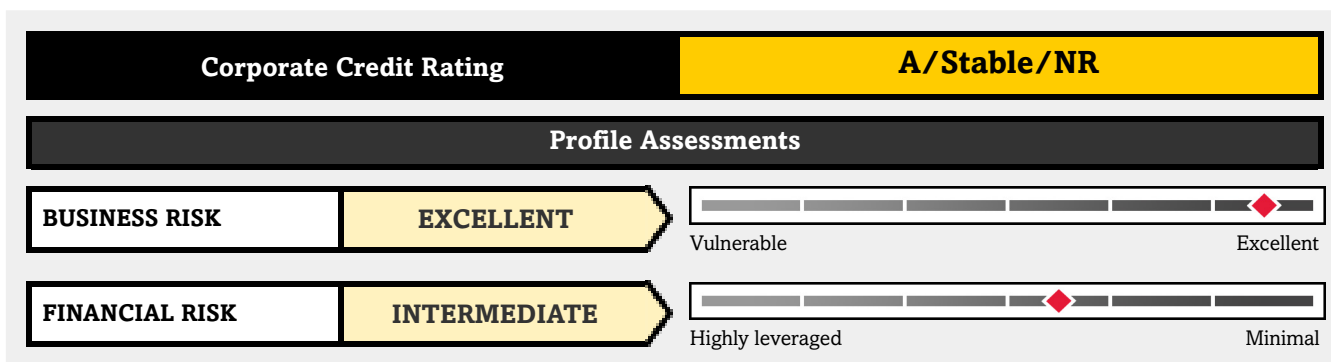 Corporate Credit Rating
A/Stable/NR
Profile Assessments
BUSINESS RISK
EXCELLENT
Vulnerable
Excellent
FINANCIAL RISK
INTERMEDIATE
Highly leveraged
Minimal